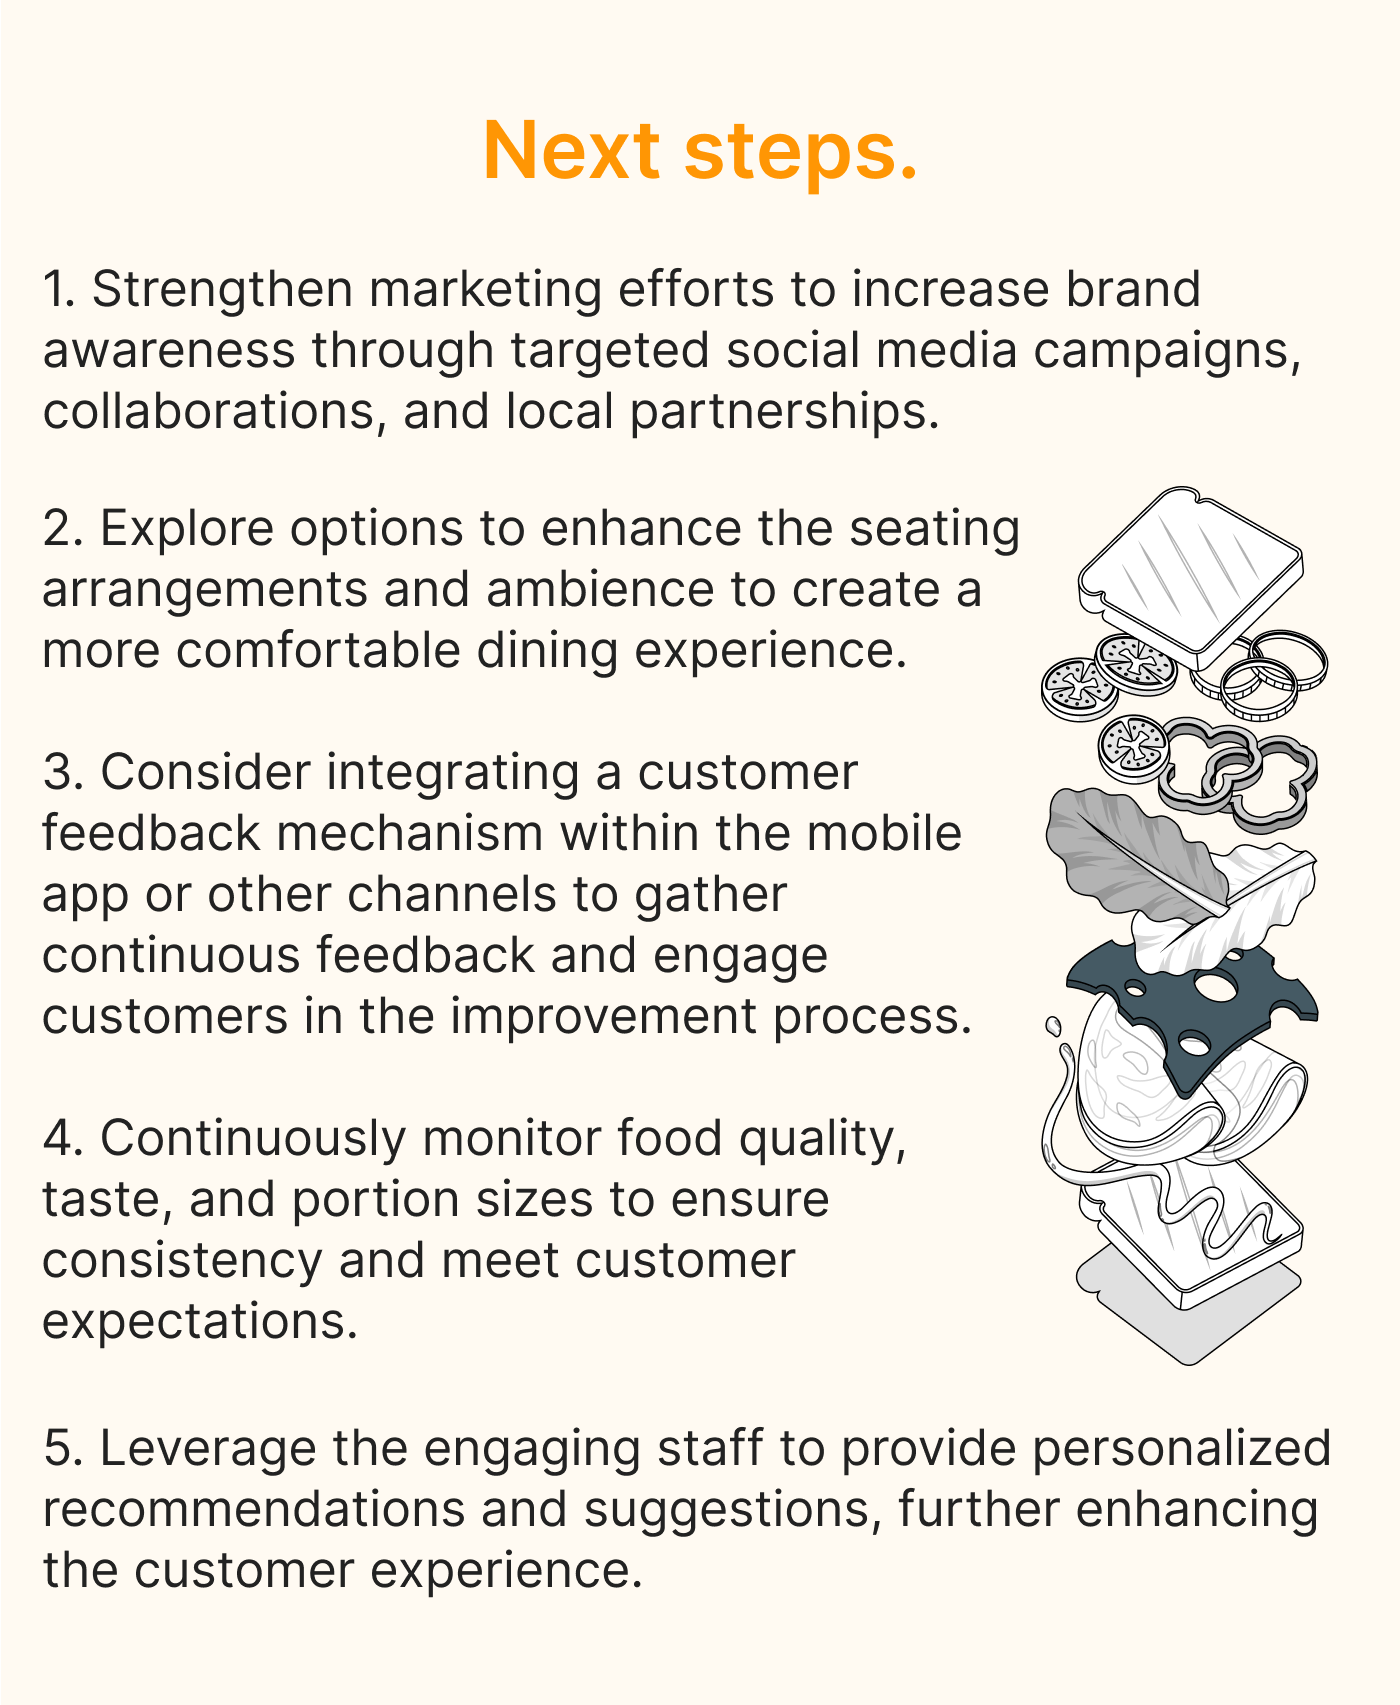 Next steps.
1. Strengthen marketing efforts to increase brand
awareness through targeted social media campaigns,
collaborations, and local partnerships.
2. Explore options to enhance the seating
arrangements and ambience to create a
more comfortable dining experience.
3. Consider integrating a customer
feedback mechanism within the mobile
app or other channels to gather
continuous feedback and engage
customers in the improvement process.
4. Continuously monitor food quality,
taste, and portion sizes to ensure
consistency and meet customer
expectations.
5. Leverage the engaging staff to provide personalized
recommendations and suggestions, further enhancing
the customer experience.